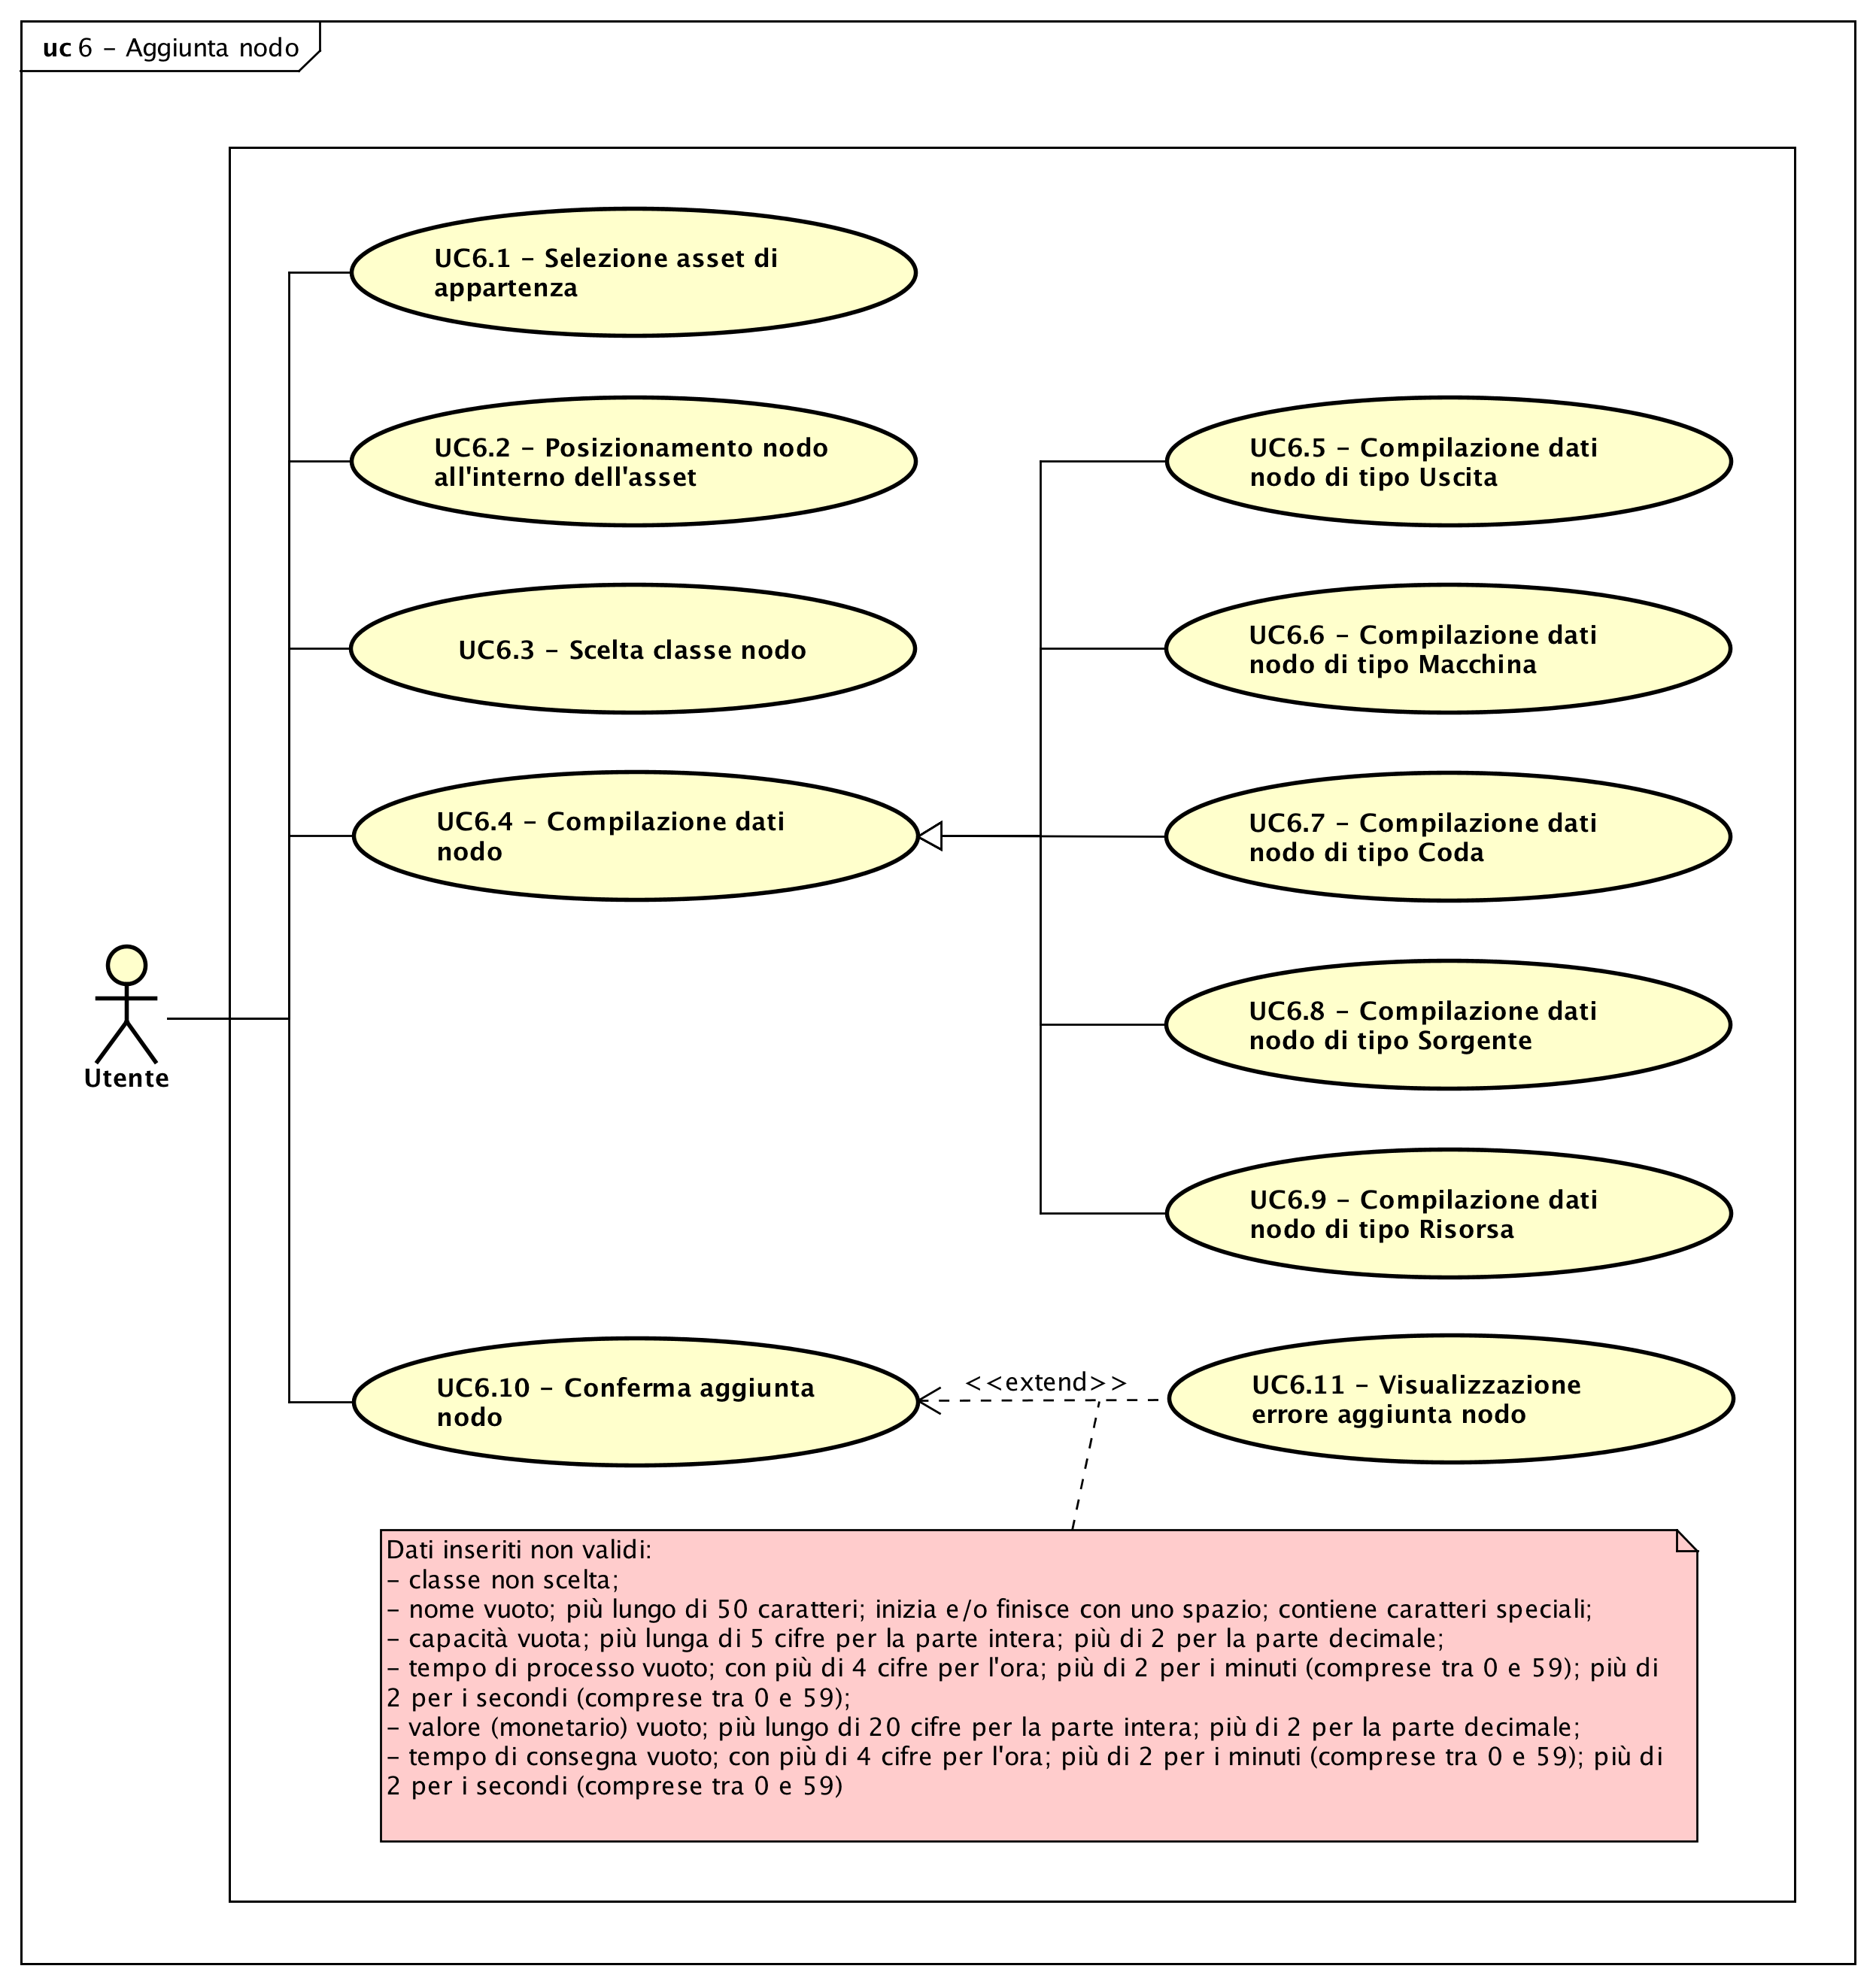 uc 6 – Aggiunta nodo
UC6.1 – Selezione asset di
appartenza
UC6.2 – Posizionamento nodo
all'interno dell'asset
UC6.3 – Scelta classe nodo
UC6.4 – Compilazione dati
nodo
UC6.5 – Compilazione dati
nodo di tipo Uscita
UC6.6 – Compilazione dati
nodo di tipo Macchina
UC6.7 – Compilazione dati
nodo di tipo Coda
UC6.8 – Compilazione dati
nodo di tipo Sorgente
UC6.9 – Compilazione dati
nodo di tipo Risorsa
Utente
UC6.10 – Conferma aggiunta
nodo
<<extend>>
UC6.11 – Visualizzazione
errore aggiunta nodo
Dati inseriti non validi:
– classe non scelta;
– nome vuoto; più lungo di 50 caratteri; inizia e/o finisce con uno spazio; contiene caratteri speciali;
– capacità vuota; più lunga di 5 cifre per la parte intera; più di 2 per la parte decimale;
– tempo di processo vuoto; con più di 4 cifre per l'ora; più di 2 per i minuti (comprese tra 0 e 59); più di
2 per i secondi (comprese tra 0 e 59);
– valore (monetario) vuoto; più lungo di 20 cifre per la parte intera; più di 2 per la parte decimale;
– tempo di consegna vuoto; con più di 4 cifre per l'ora; più di 2 per i minuti (comprese tra 0 e 59); più di
2 per i secondi (comprese tra 0 e 59)